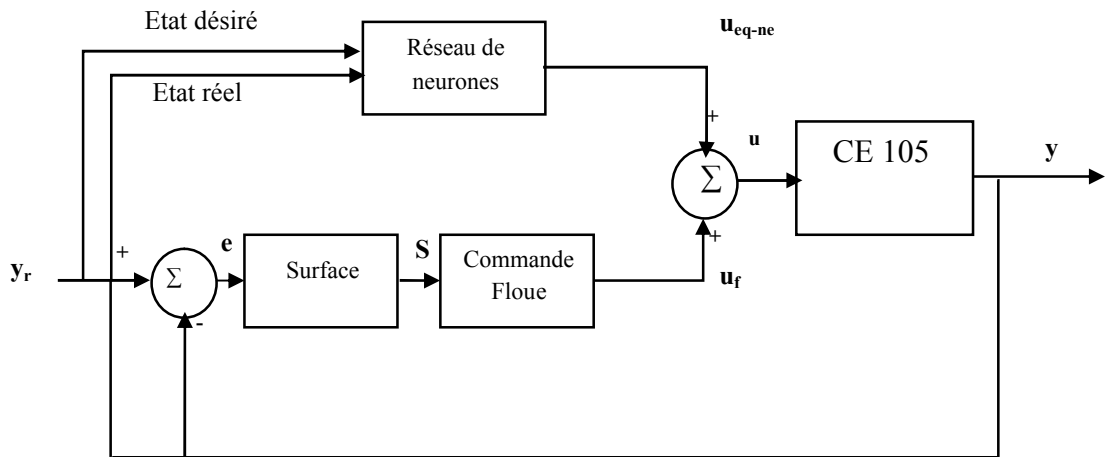 Etat désiré
Réseau de
neurones
u_eq-ne
Etat réel
+
u
CE 105
y
Σ
+
e
S
Commande
Floue
+
u_f
y_r
Σ
Surface
-